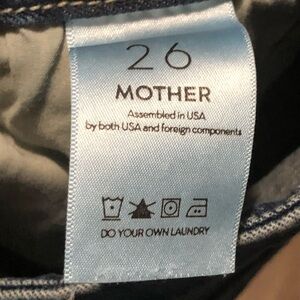 26
MOTHER
Assembled in USA
by both USA and foreign components
DO YOUR OWN LAUNDRY